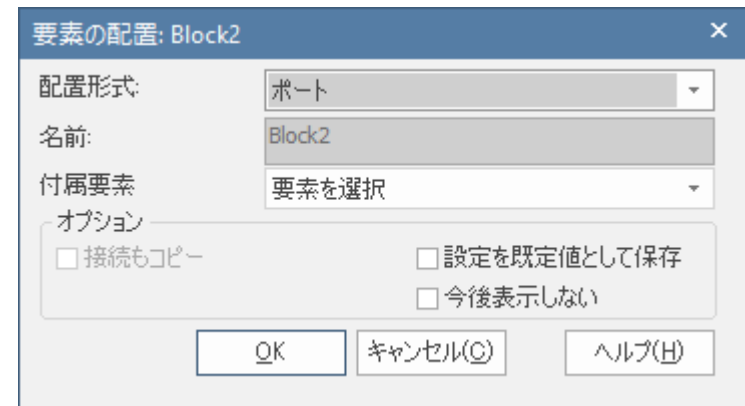 要素の配置: Block2
配置形式: ポート
名前: Block2
付属要素 要素を選択
オプション
接続もコピー 設定を既定値として保存
今後表示しない
OK キャンセル(C) ヘルプ(H)